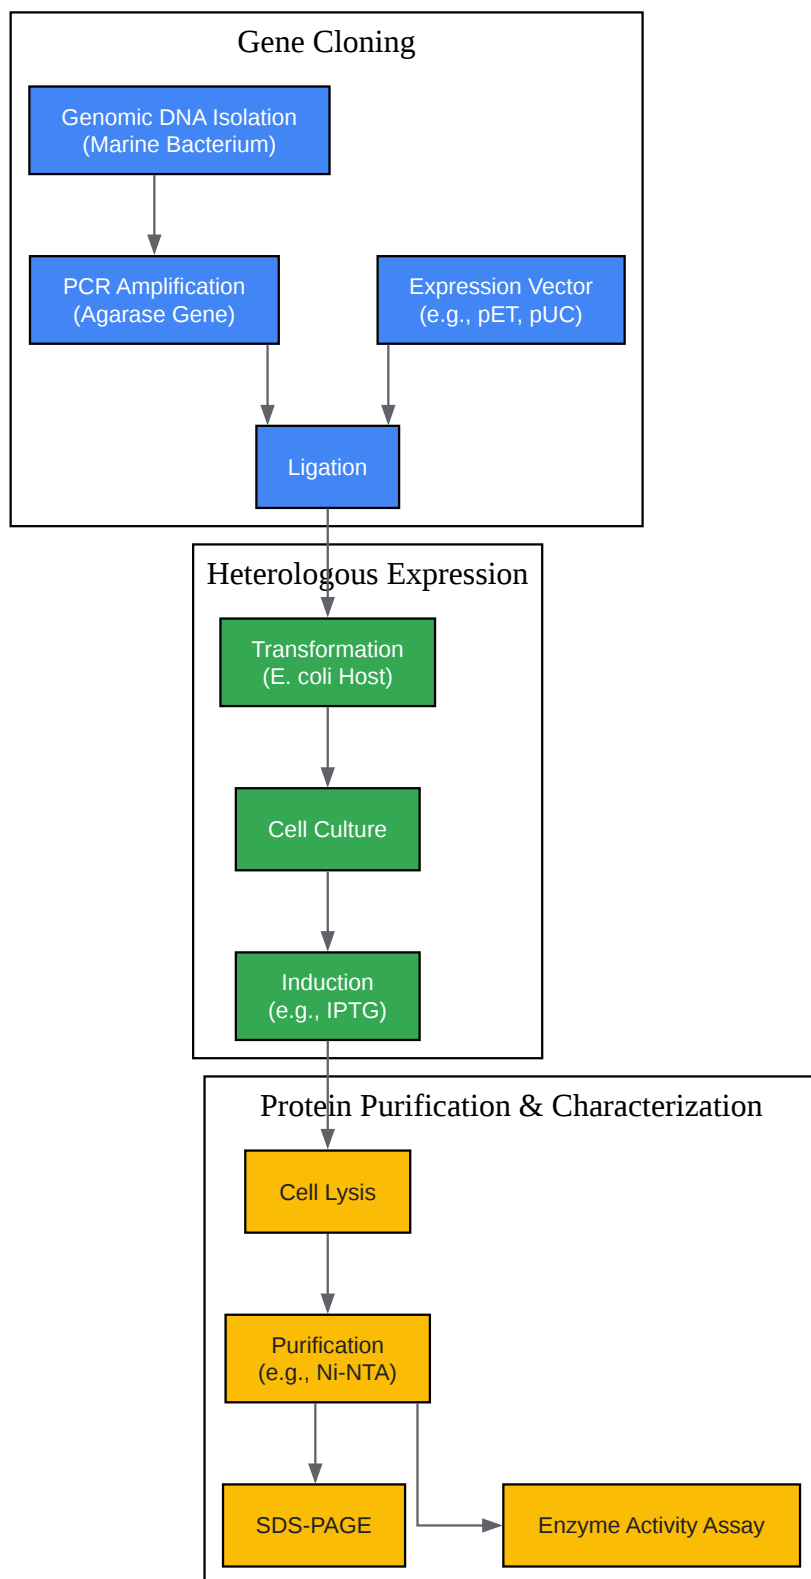 Gene Cloning
Genomic DNA Isolation
(Marine Bacterium)
PCR Amplification
(Agarase Gene)
Expression Vector
(e.g., pET, pUC)
Ligation
Heterologous Expression
Transformation
(E. coli Host)
Cell Culture
Induction
(e.g., IPTG)
Protein Purification & Characterization
Cell Lysis
Purification
(e.g., Ni-NTA)
SDS-PAGE
Enzyme Activity Assay